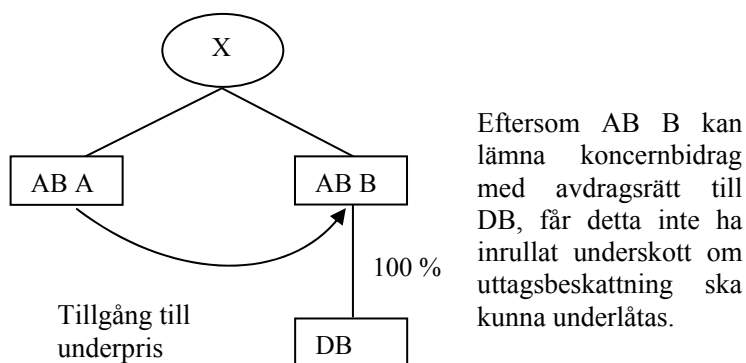 X
AB A
AB B
100 %
Tillgång till
underpris
DB
Eftersom AB B kan
lämna koncernbidrag
med avdragsrätt till
DB, får detta inte ha
inrullat underskott om
uttagsbeskattning ska
kunna underlåtas.